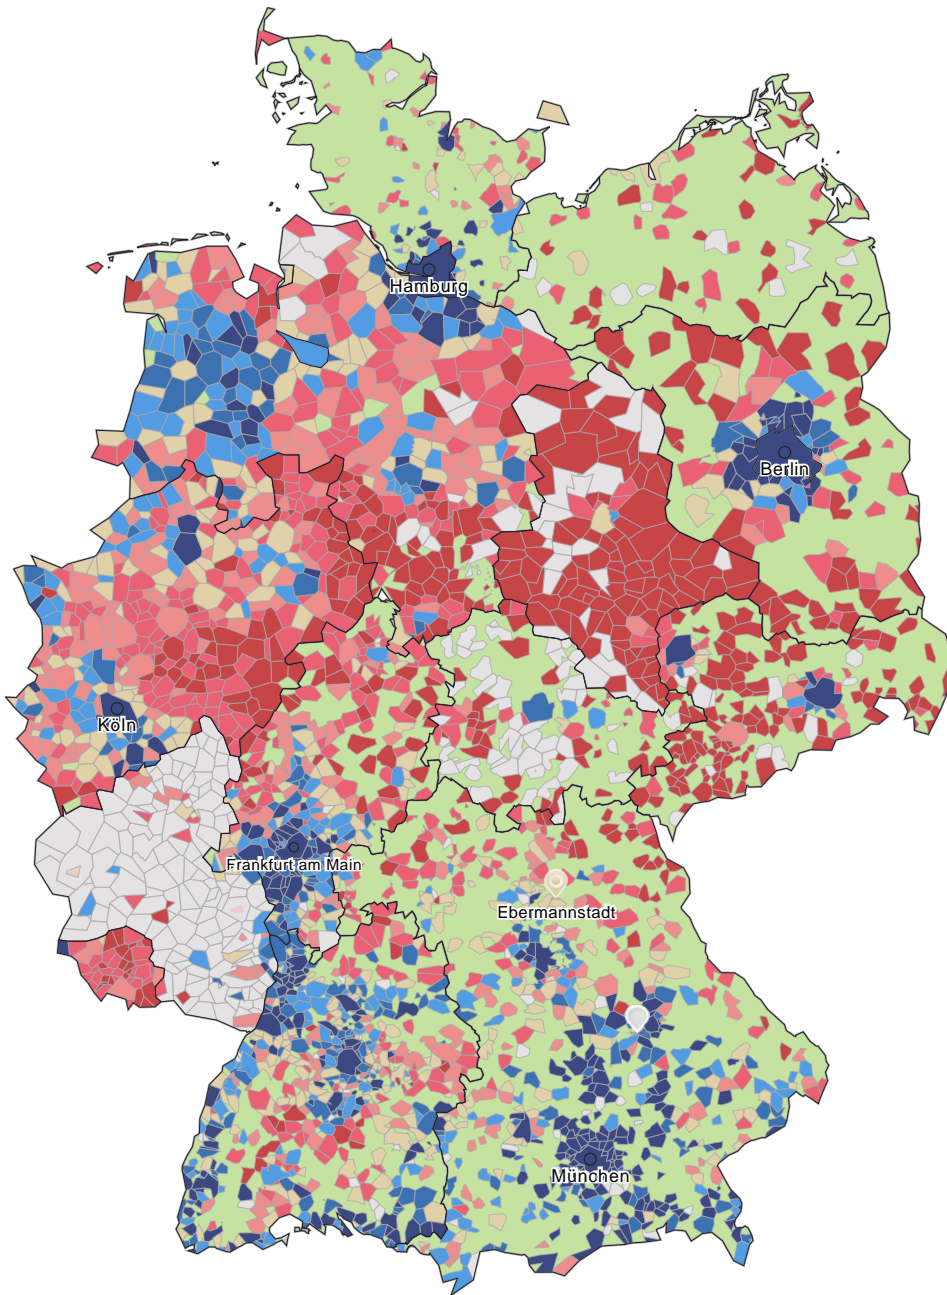 Hamburg
Berlin
Köln
Frankfurt am Main
Ebermannstadt
München